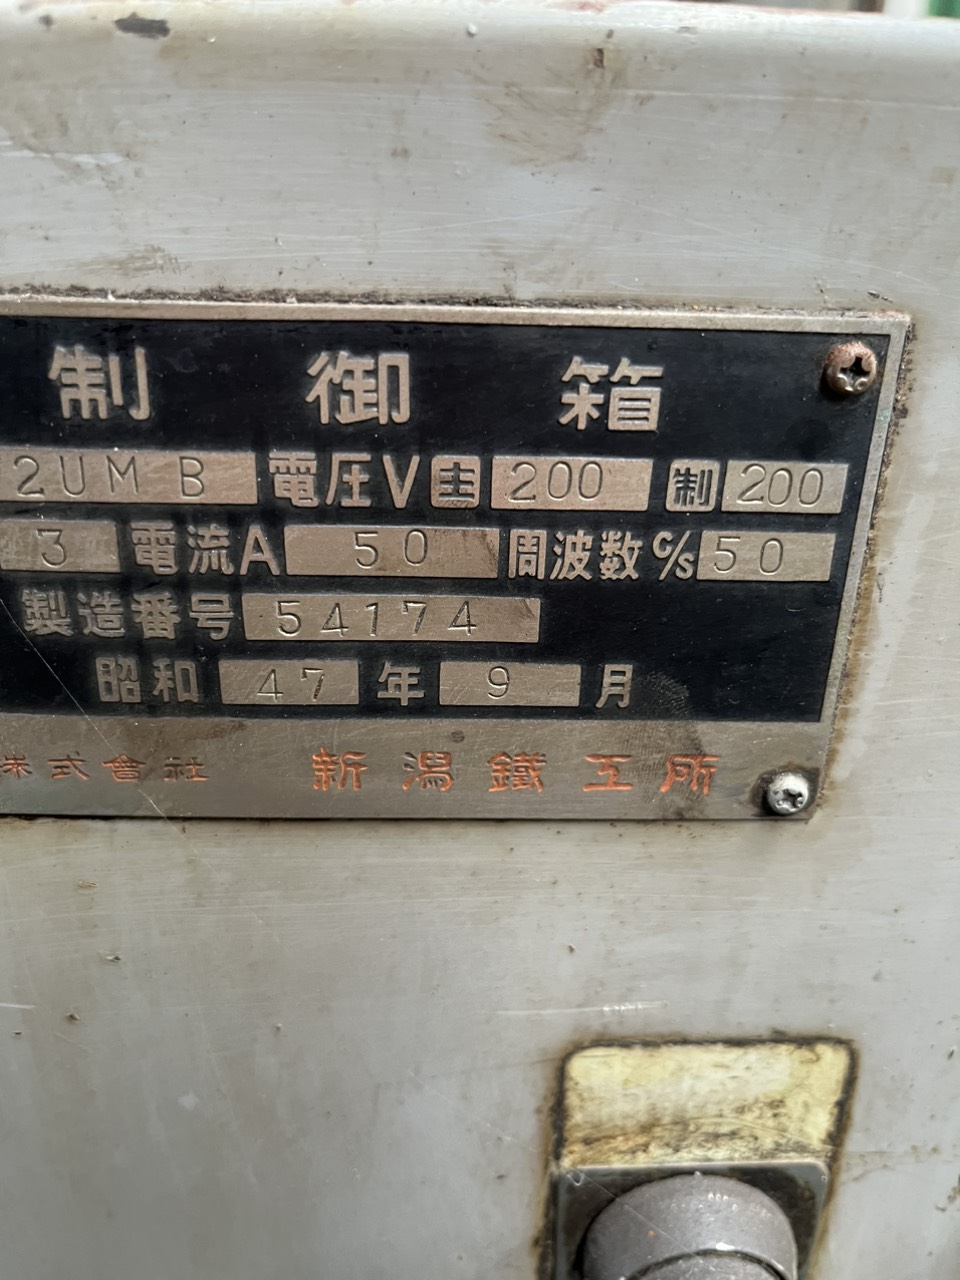 制御箱
2UMB 電圧V 主 200 制 200
3 電流A 50 周波数 c/s 50
製造番号 54174
昭和 47 年 9 月
株式會社 新潟鐵工所